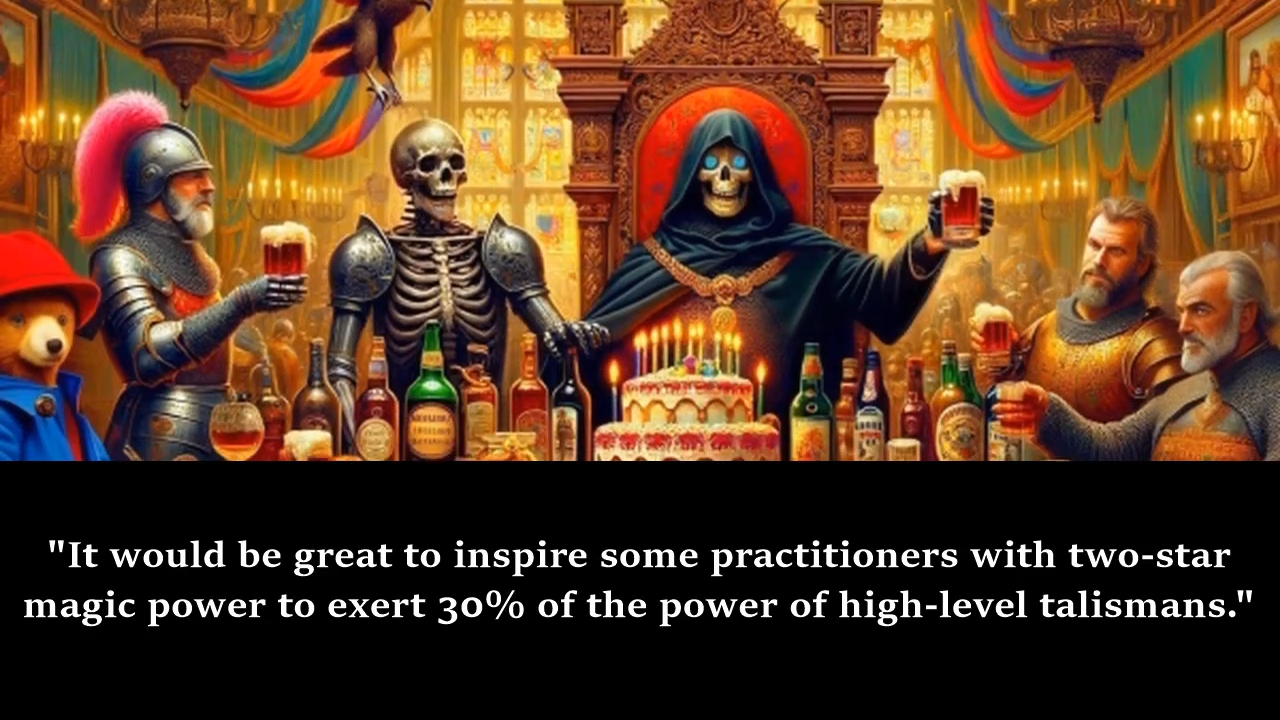 "It would be great to inspire some practitioners with two-star
magic power to exert 30% of the power of high-level talismans."